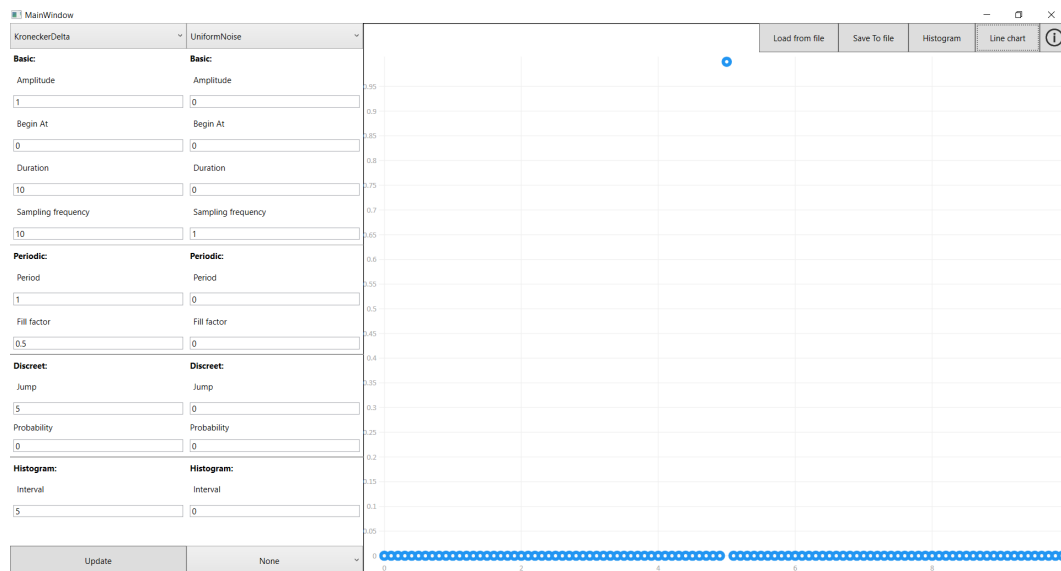 MainWindow
KroneckerDelta UniformNoise
Load from file Save To file Histogram Line chart
Basic: Basic:
Amplitude Amplitude
1 0
Begin At Begin At
0 0
Duration Duration
10 0
Sampling frequency Sampling frequency
10 1
Periodic: Periodic:
Period Period
1 0
Fill factor Fill factor
0.5 0
Discreet: Discreet:
Jump Jump
5 0
Probability Probability
0 0
Histogram: Histogram:
Interval Interval
5 0
Update None
0.95
0.9
0.85
0.8
0.75
0.7
0.65
0.6
0.55
0.5
0.45
0.4
0.35
0.3
0.25
0.2
0.15
0.1
0.05
0
0 2 4 6 8